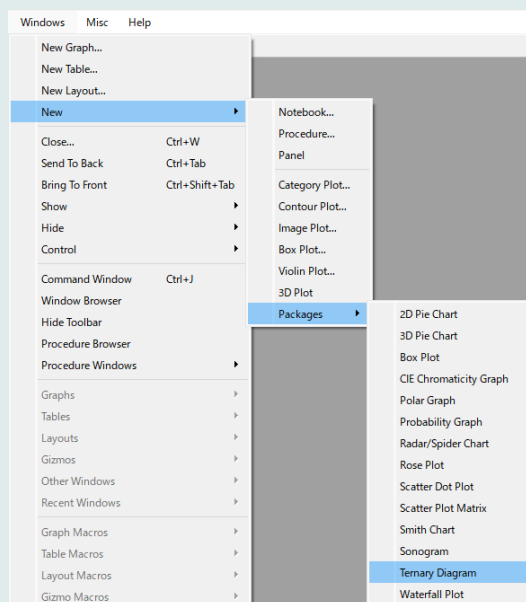 Windows Misc Help
New Graph...
New Table...
New Layout...
New
Close... Ctrl+W
Send To Back Ctrl+Tab
Bring To Front Ctrl+Shift+Tab
Show
Hide
Control
Command Window Ctrl+J
Window Browser
Hide Toolbar
Procedure Browser
Procedure Windows
Graphs
Tables
Layouts
Gizmos
Other Windows
Recent Windows
Graph Macros
Table Macros
Layout Macros
Gizmo Macros
Notebook...
Procedure...
Panel
Category Plot...
Contour Plot...
Image Plot...
Box Plot...
Violin Plot...
3D Plot
Packages
2D Pie Chart
3D Pie Chart
Box Plot
CIE Chromaticity Graph
Polar Graph
Probability Graph
Radar/Spider Chart
Rose Plot
Scatter Dot Plot
Scatter Plot Matrix
Smith Chart
Sonogram
Ternary Diagram
Waterfall Plot